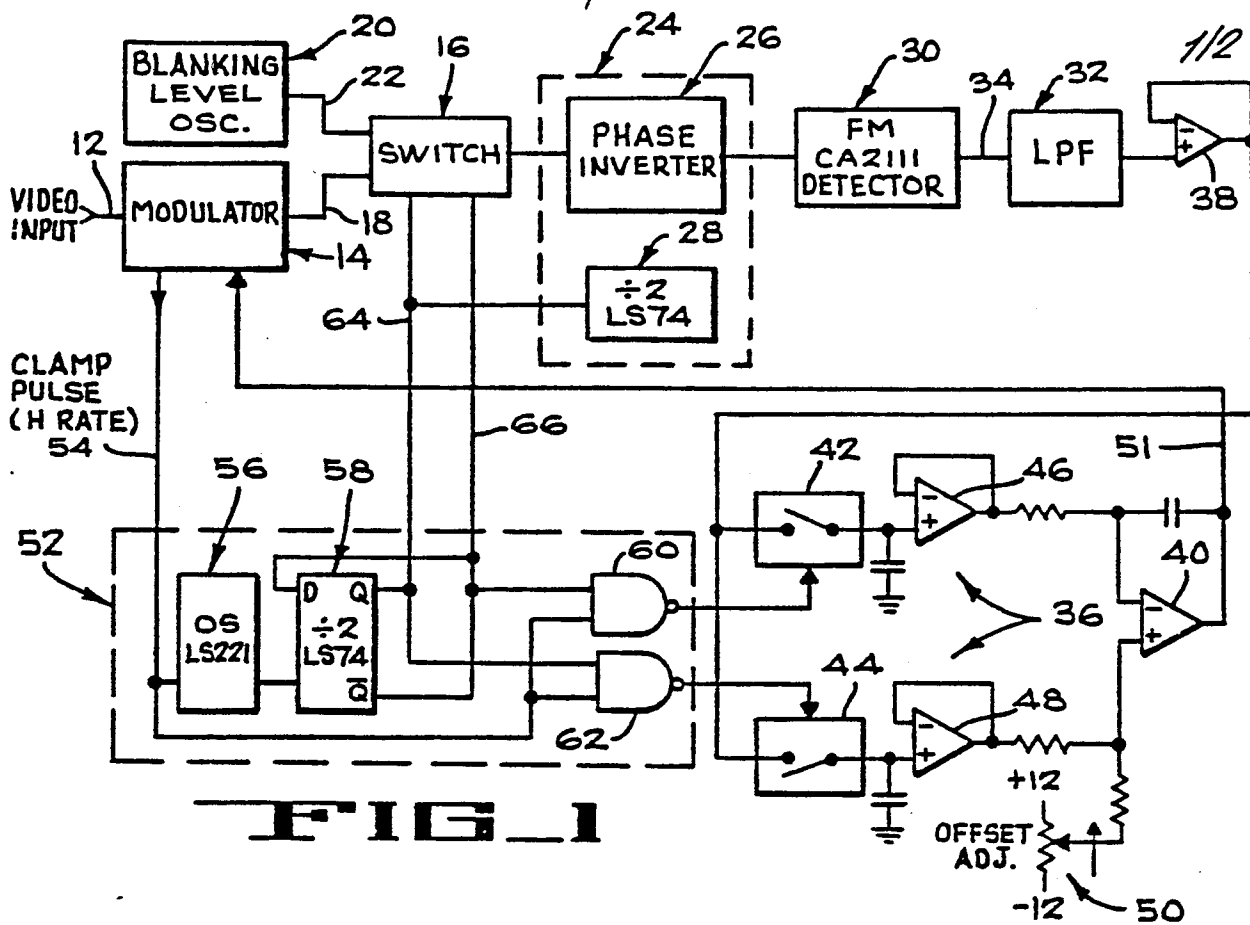 20
BLANKING
LEVEL
OSC.
22
16
SWITCH
24
26
PHASE
INVERTER
30
FM
CA2111
DETECTOR
34
32
LPF
1/2
-
+
38
12
VIDEO
INPUT
MODULATOR
18
14
28
÷2
LS74
64
CLAMP
PULSE
(H RATE)
54
66
51
52
56
OS
LS221
58
D Q
÷2
LS74
Q̅
60
62
42
46
-
+
36
40
-
+
44
48
-
+
+12
OFFSET
ADJ.
-12
50
FIG_1